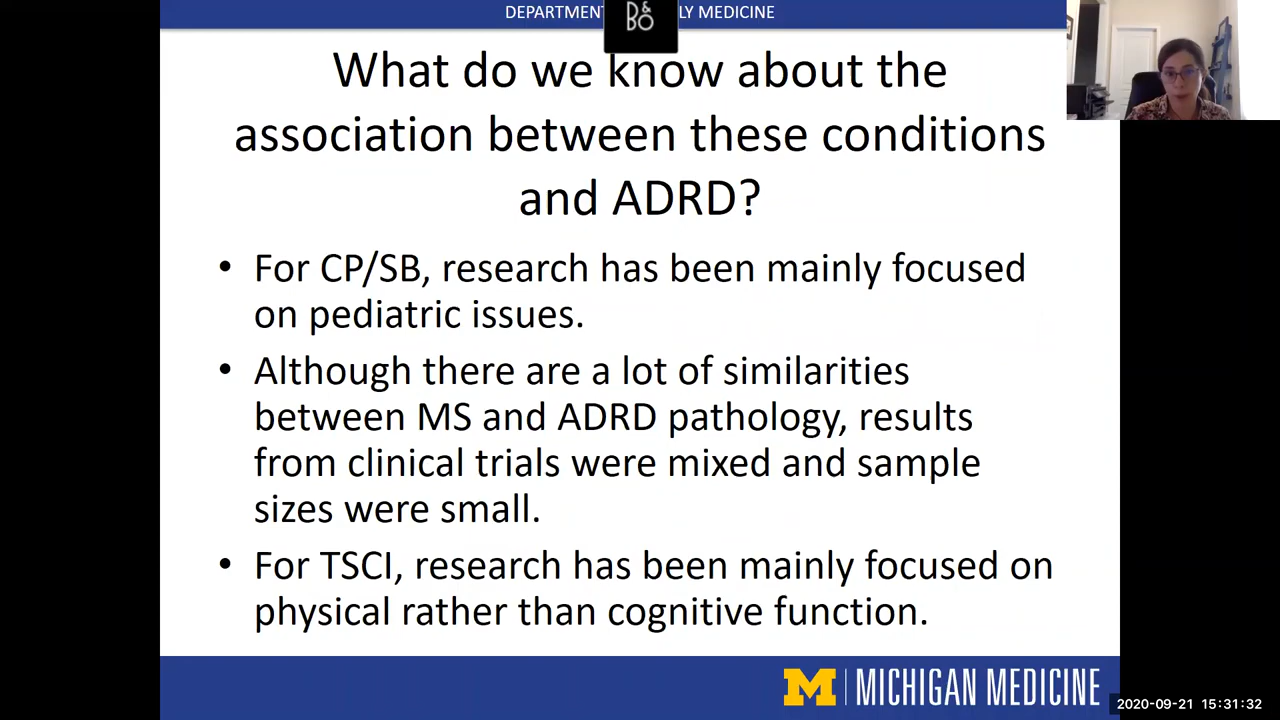 DEPARTMENT LY MEDICINE
D&
BO
What do we know about the
association between these conditions
and ADRD?
• For CP/SB, research has been mainly focused
on pediatric issues.
• Although there are a lot of similarities
between MS and ADRD pathology, results
from clinical trials were mixed and sample
sizes were small.
• For TSCI, research has been mainly focused on
physical rather than cognitive function.
M | MICHIGAN MEDICINE
2020-09-21 15:31:32